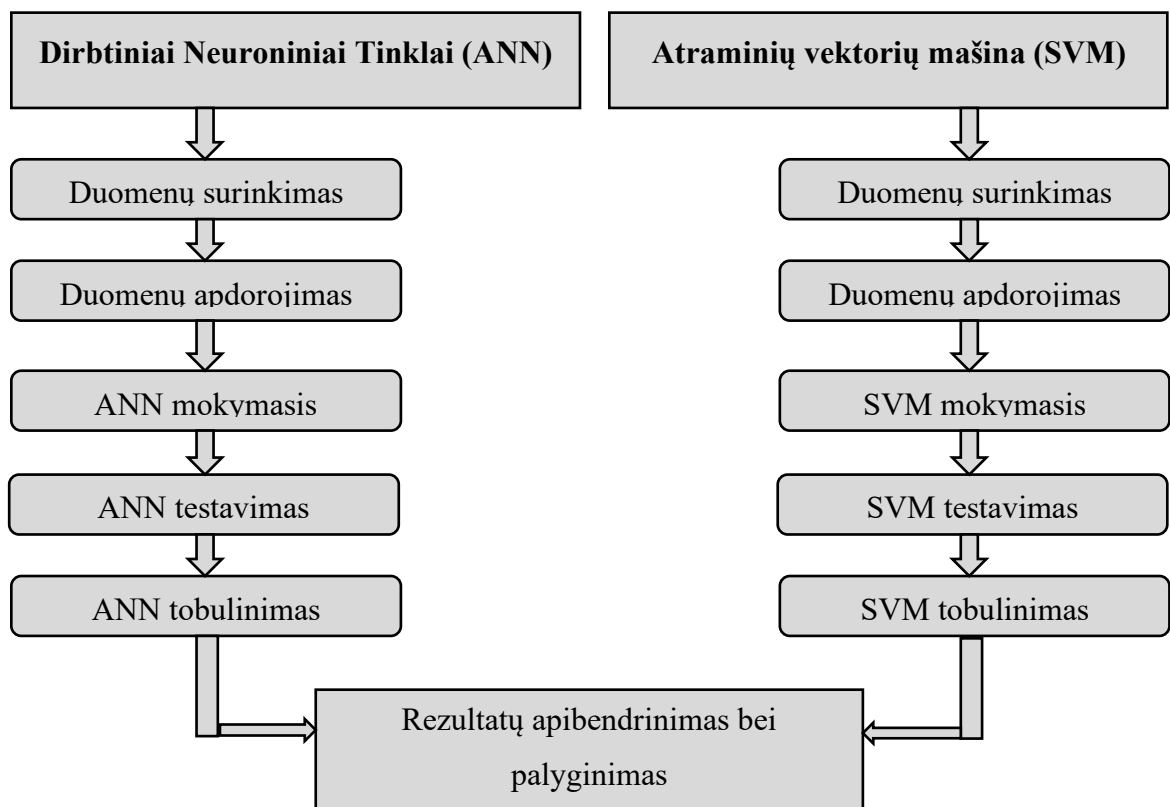 Dirbtiniai Neuroniniai Tinklai (ANN)
Atraminių vektorių mašina (SVM)
Duomenų surinkimas
Duomenų surinkimas
Duomenų apdorojimas
Duomenų apdorojimas
ANN mokymasis
SVM mokymasis
ANN testavimas
SVM testavimas
ANN tobulinimas
SVM tobulinimas
Rezultatų apibendrinimas bei
palyginimas